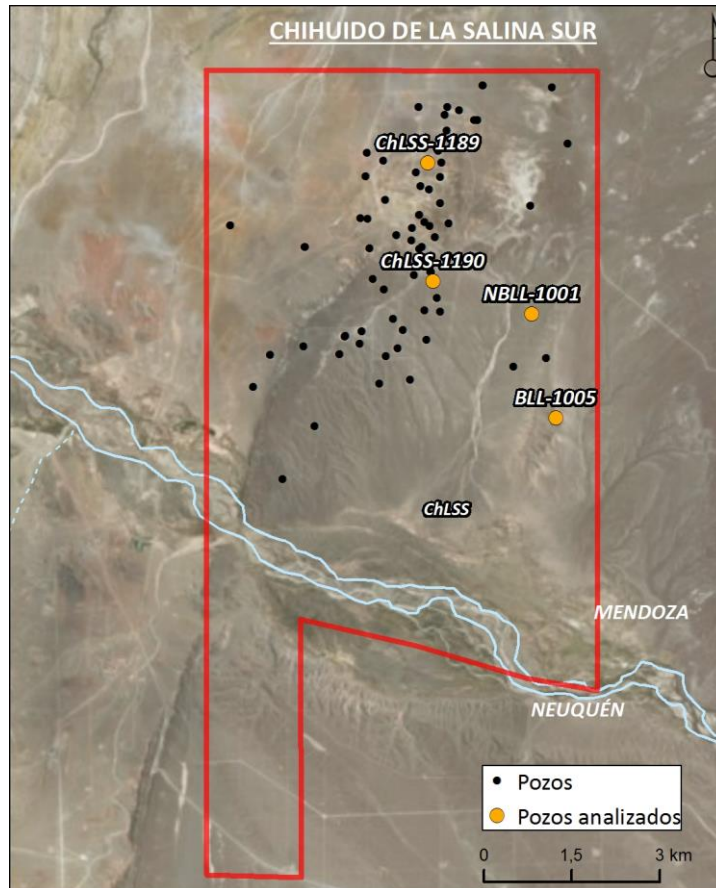 CHIHUIDO DE LA SALINA SUR
ChLSS-1189
ChLSS-1190
NBLL-1001
BLL-1005
ChLSS
MENDOZA
NEUQUÉN
Pozos
Pozos analizados
0 1,5 3 km